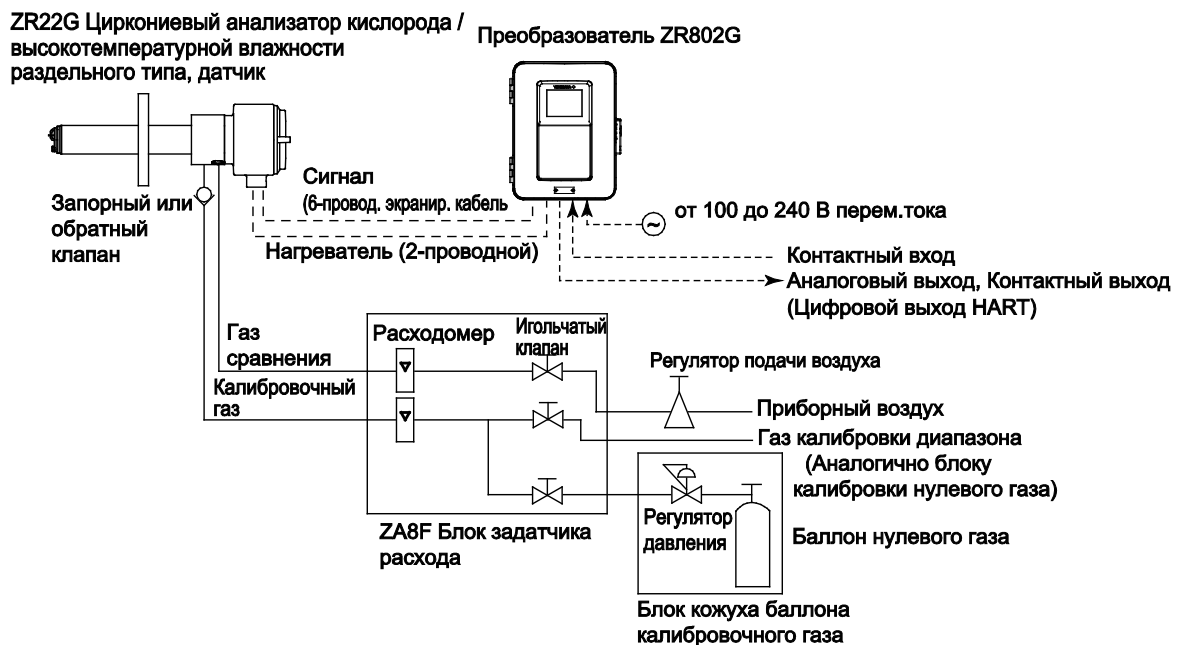 ZR22G Циркониевый анализатор кислорода /
высокотемпературной влажности
раздельного типа, датчик
Преобразователь ZR802G
Сигнал
(6-провод. экранир. кабель
Запорный или
обратный
клапан
от 100 до 240 В перем.тока
Нагреватель (2-проводной)
Контактный вход
Аналоговый выход, Контактный выход
(Цифровой выход HART)
Газ
сравнения
Расходомер
Игольчатый
клапан
Регулятор подачи воздуха
Калибровочный
газ
Приборный воздух
Газ калибровки диапазона
(Аналогично блоку
калибровки нулевого газа)
Регулятор
давления
Баллон нулевого газа
ZA8F Блок задатчика
расхода
Блок кожуха баллона
калибровочного газа